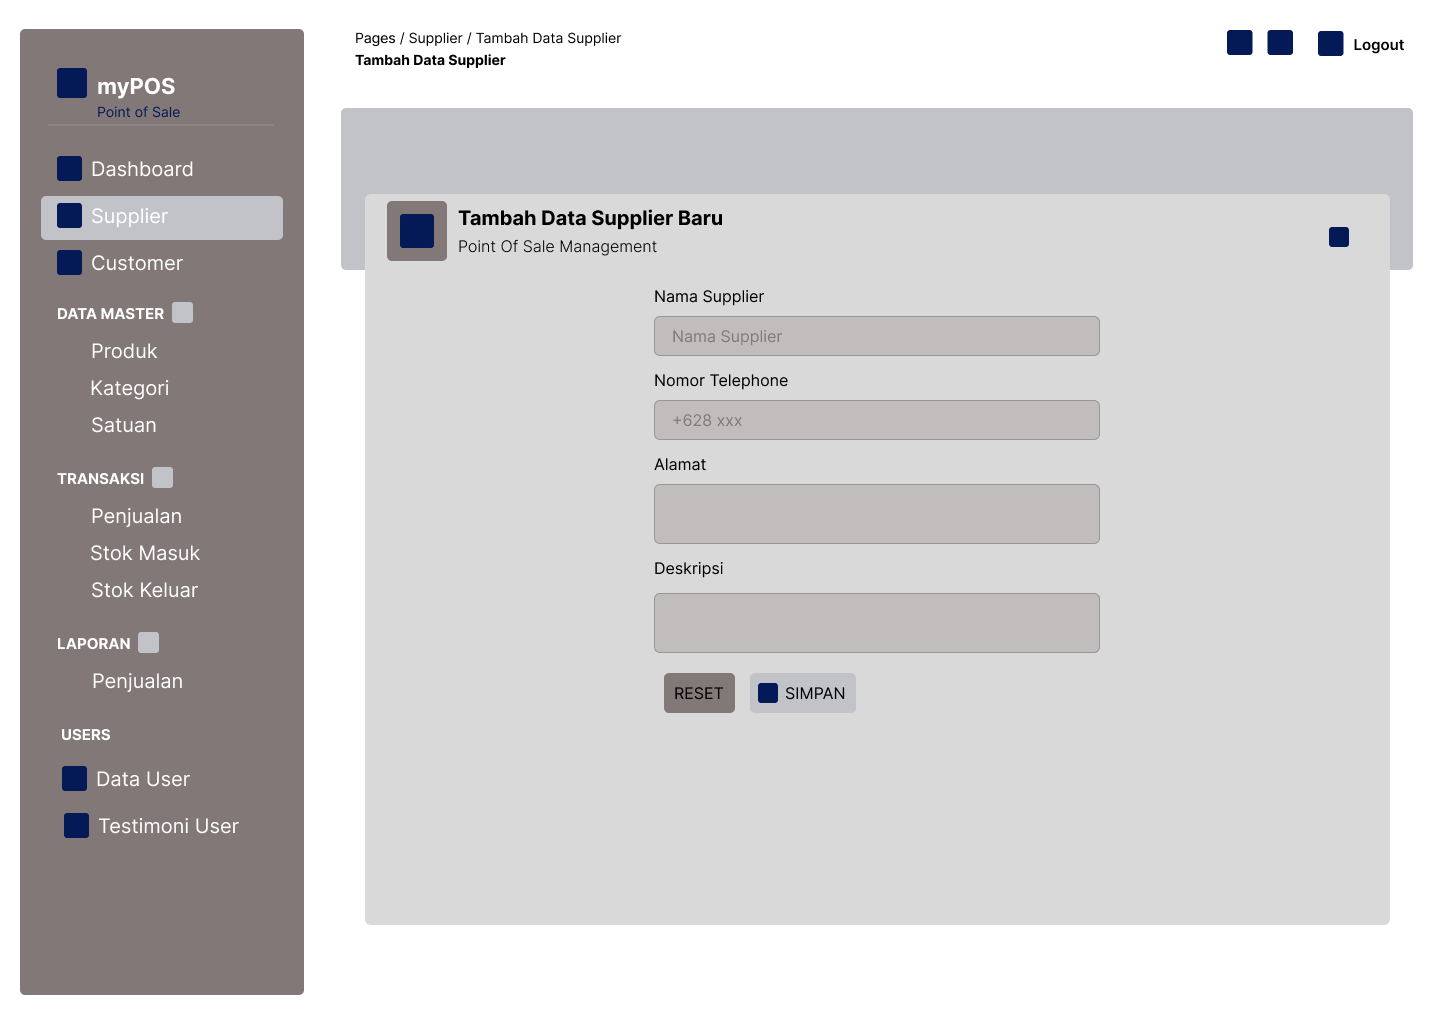 myPOS
Point of Sale
Dashboard
Supplier
Customer
DATA MASTER
Produk
Kategori
Satuan
TRANSAKSI
Penjualan
Stok Masuk
Stok Keluar
LAPORAN
Penjualan
USERS
Data User
Testimoni User
Pages / Supplier / Tambah Data Supplier
Tambah Data Supplier
Logout
Tambah Data Supplier Baru
Point Of Sale Management
Nama Supplier
Nama Supplier
Nomor Telephone
+628 xxx
Alamat
Deskripsi
RESET
SIMPAN